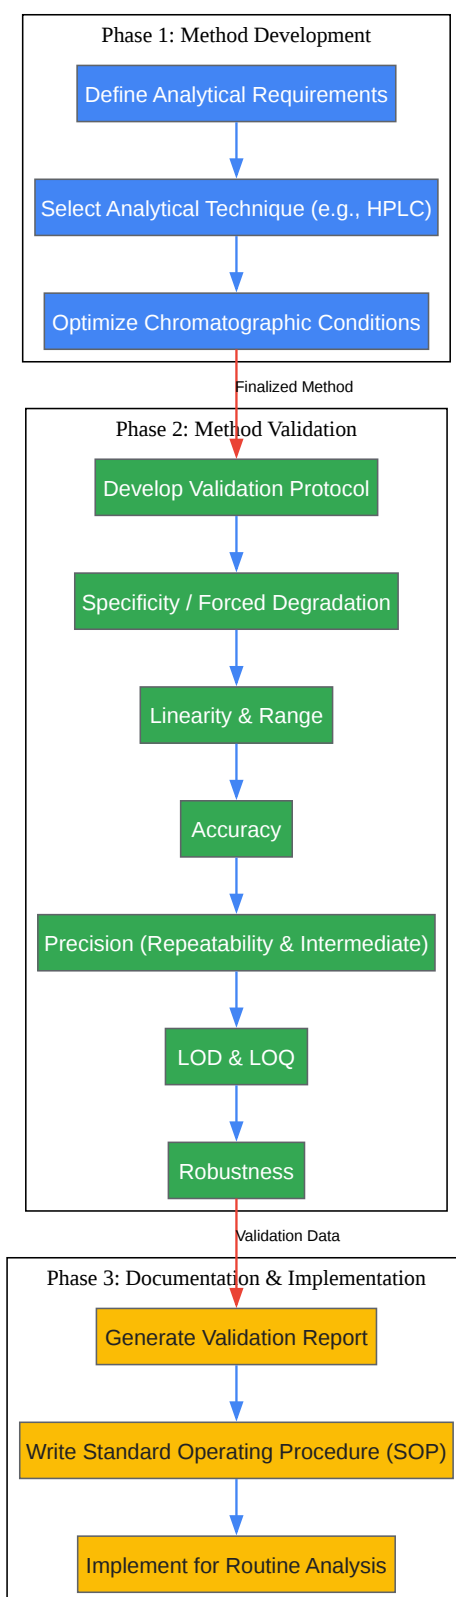 Phase 1: Method Development
Define Analytical Requirements
Select Analytical Technique (e.g., HPLC)
Optimize Chromatographic Conditions
Finalized Method
Phase 2: Method Validation
Develop Validation Protocol
Specificity / Forced Degradation
Linearity & Range
Accuracy
Precision (Repeatability & Intermediate)
LOD & LOQ
Robustness
Validation Data
Phase 3: Documentation & Implementation
Generate Validation Report
Write Standard Operating Procedure (SOP)
Implement for Routine Analysis